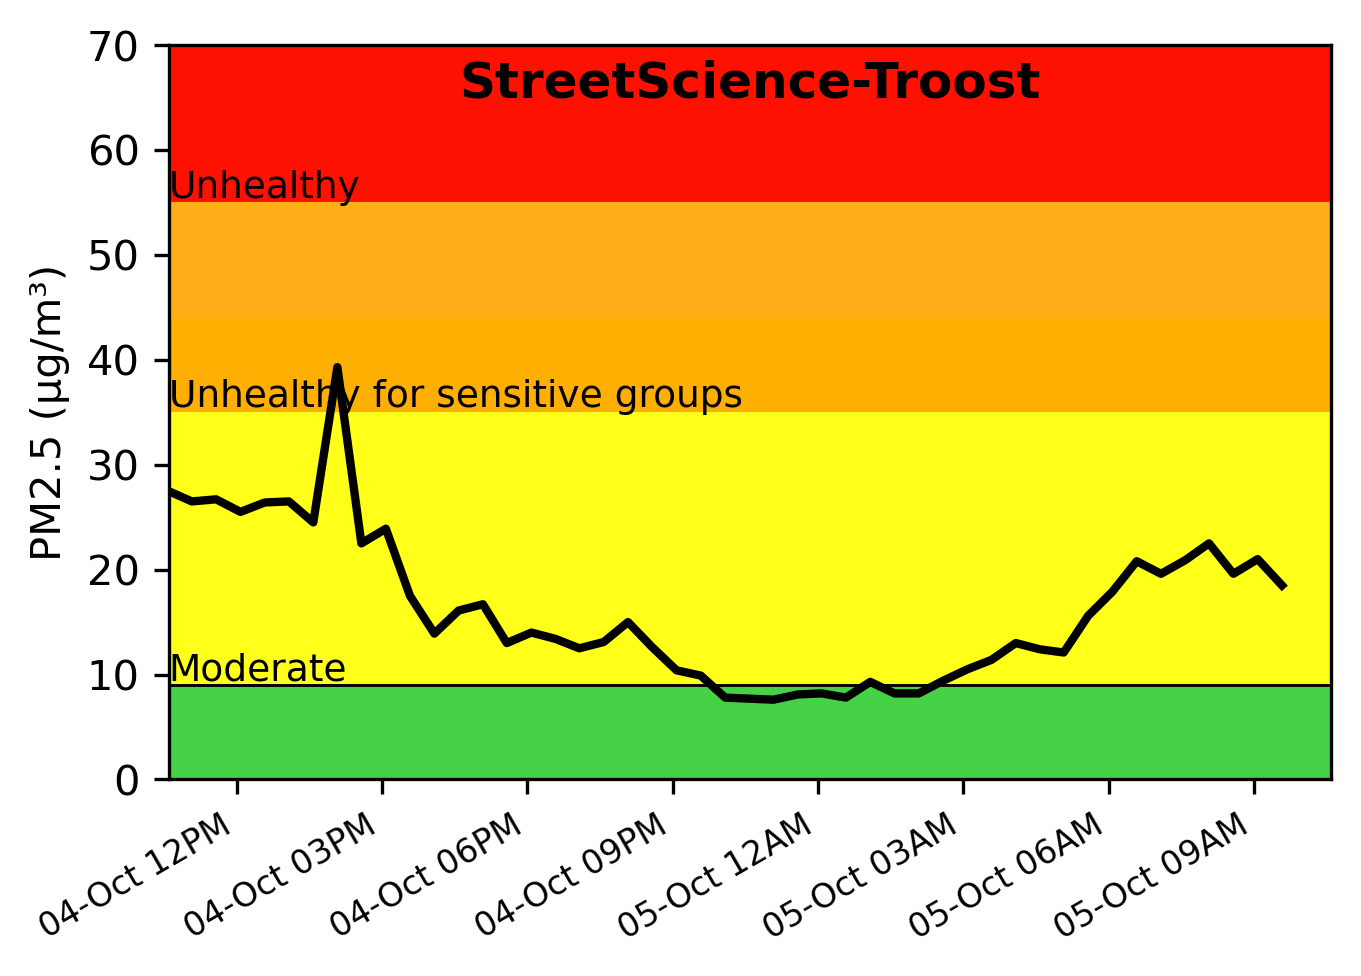 StreetScience-Troost
70
60
Unhealthy
50
40
Unhealthy for sensitive groups
30
20
Moderate
10
0
PM2.5 (µg/m³)
04-Oct 12PM
04-Oct 03PM
04-Oct 06PM
04-Oct 09PM
05-Oct 12AM
05-Oct 03AM
05-Oct 06AM
05-Oct 09AM